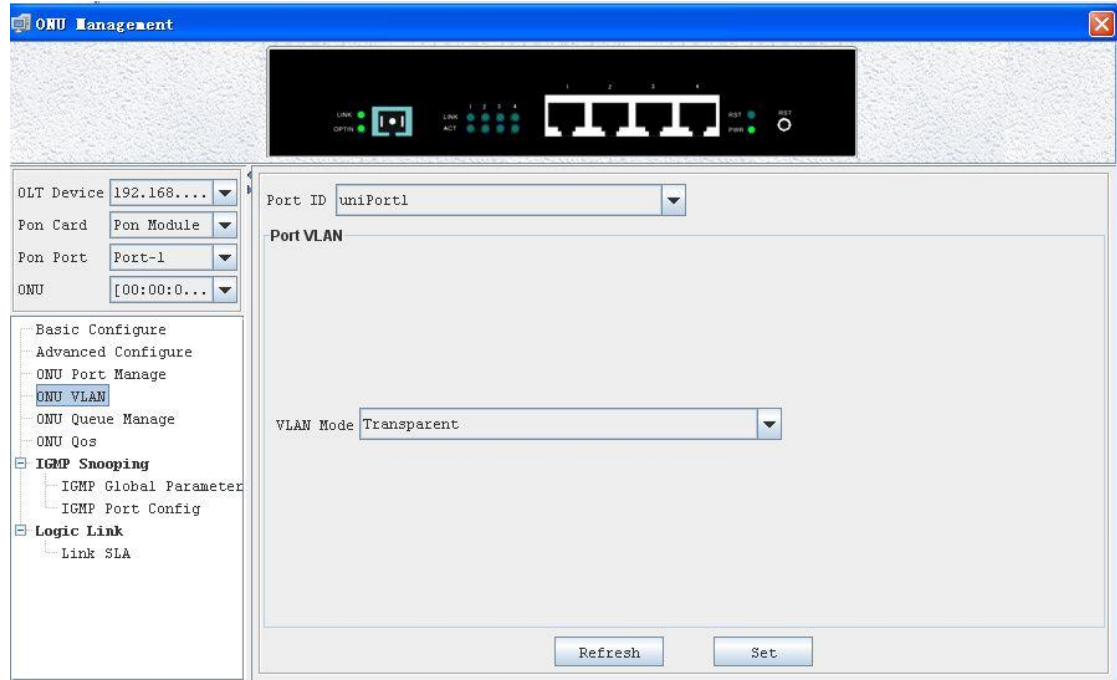 ONU Management
1 2 3 4
LINK
OPTIN
1 2 3 4
LINK
ACT
RST
PWR
RST
OLT Device 192.168....
Pon Card Pon Module
Pon Port Port-1
ONU [00:00:0...
Basic Configure
Advanced Configure
ONU Port Manage
ONU VLAN
ONU Queue Manage
ONU Qos
IGMP Snooping
IGMP Global Parameter
IGMP Port Config
Logic Link
Link SLA
Port ID uniPort1
Port VLAN
VLAN Mode Transparent
Refresh Set